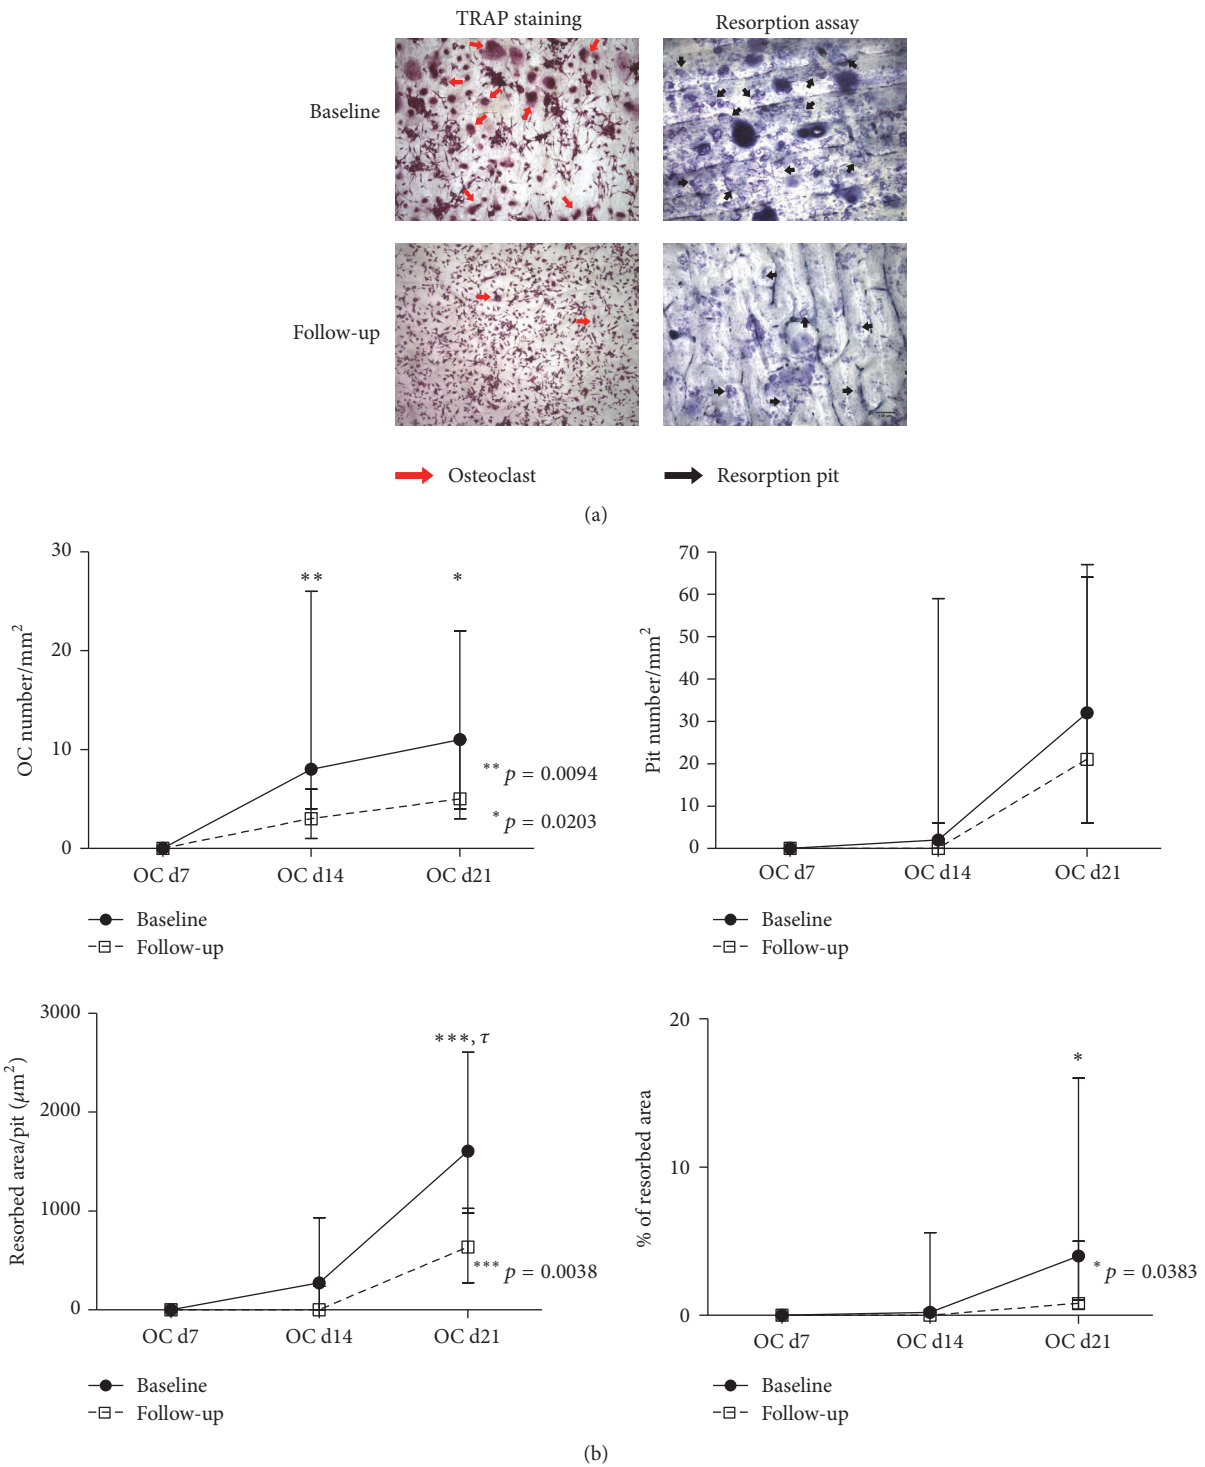 TRAP staining
Resorption assay
Baseline
Follow-up
Osteoclast
Resorption pit
(a)
30
20
10
0
OC number/mm²
**
*
** p = 0.0094
* p = 0.0203
OC d7
OC d14
OC d21
Baseline
Follow-up
70
60
50
40
30
20
10
0
Pit number/mm²
OC d7
OC d14
OC d21
Baseline
Follow-up
3000
2000
1000
0
Resorbed area/pit (μm²)
***, τ
*** p = 0.0038
OC d7
OC d14
OC d21
Baseline
Follow-up
20
10
0
% of resorbed area
*
* p = 0.0383
OC d7
OC d14
OC d21
Baseline
Follow-up
(b)